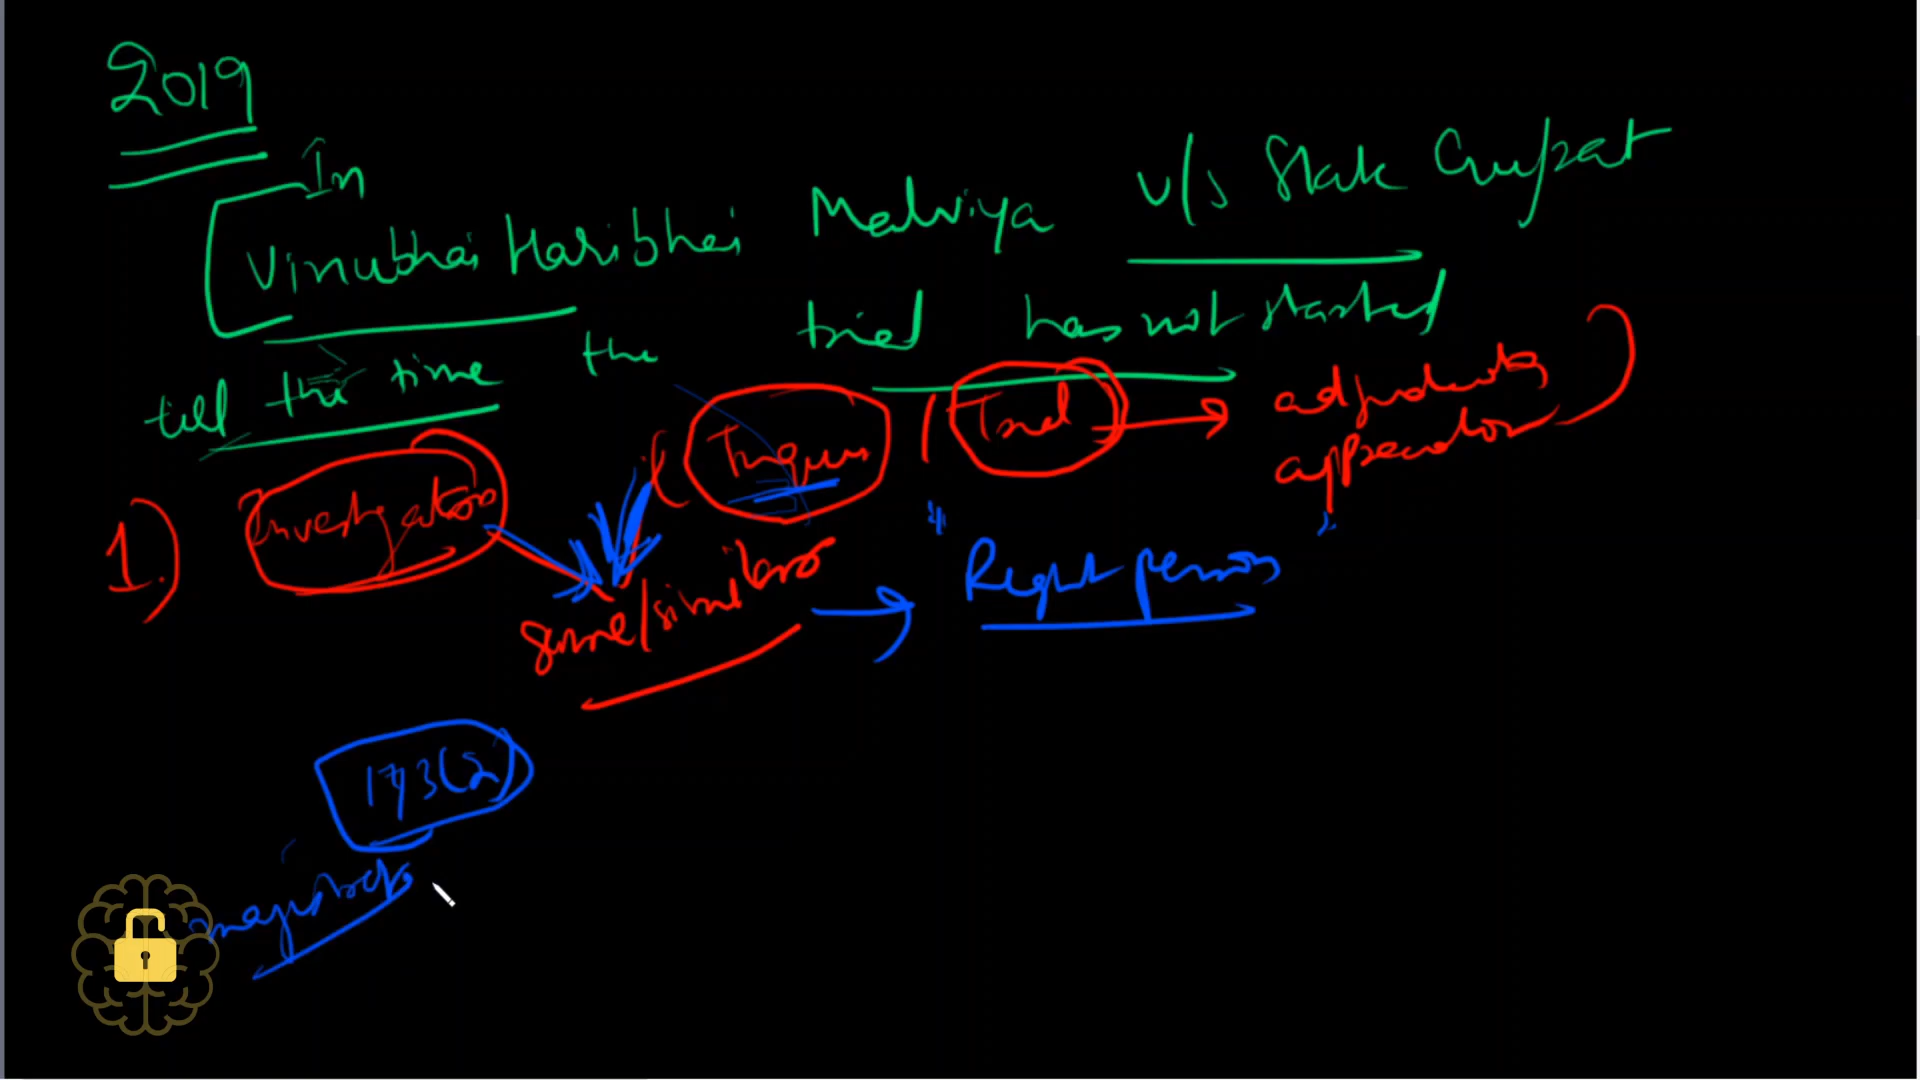 2019
In
Vinubhai Haribhai Malviya v/s State Gujrat
till the time the trial has not started
1) Investigation / Inquiry / Trial → adjudicatory
appreciation
same/similar → "Right person"
173(2)
magistrate